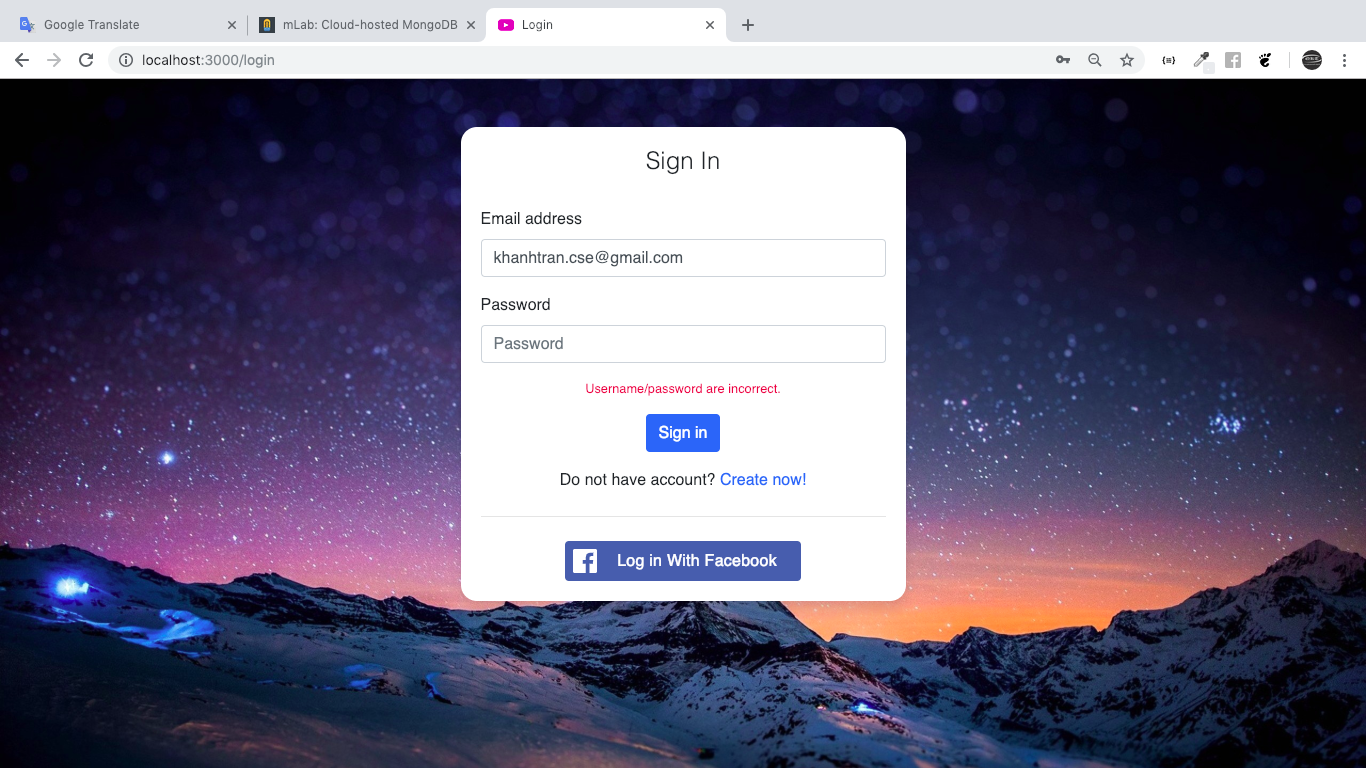 Google Translate
mLab: Cloud-hosted MongoDB
Login
localhost:3000/login
Sign In
Email address
khanhtran.cse@gmail.com
Password
Password
Username/password are incorrect.
Sign in
Do not have account? Create now!
Log in With Facebook